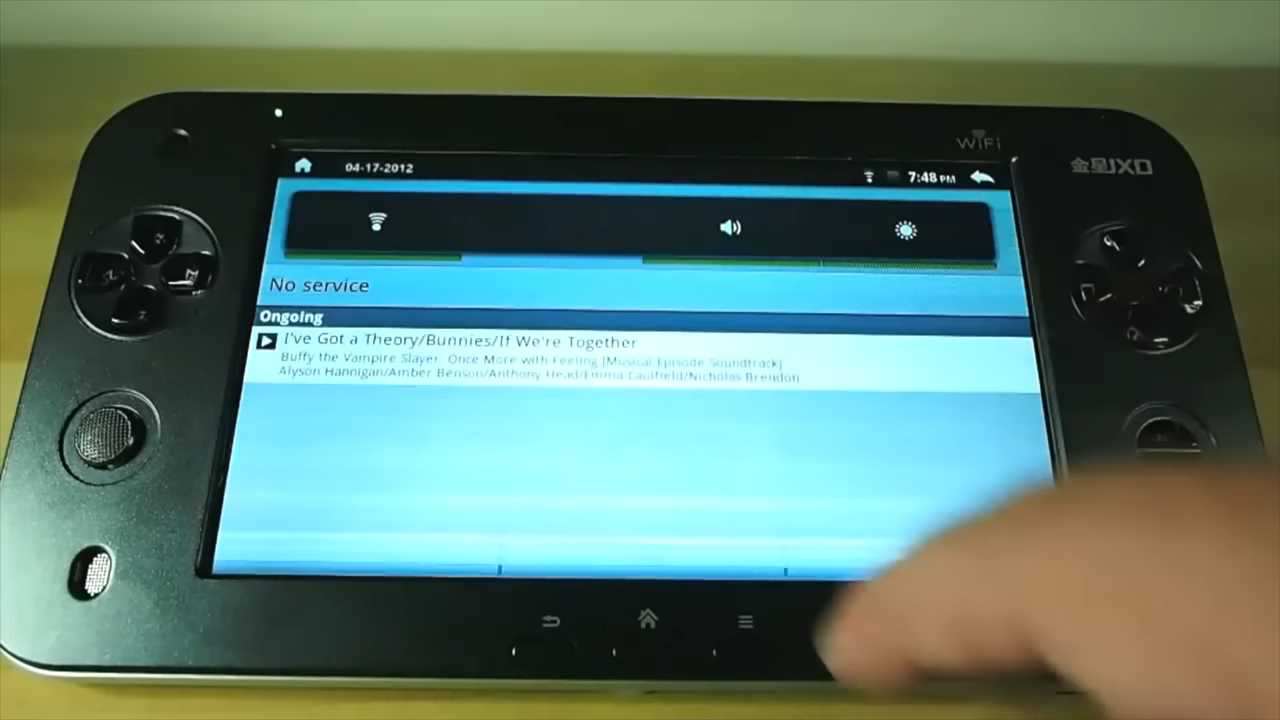 WiFi
金星JXD
04-17-2012
7:48 PM
No service
Ongoing
I've Got a Theory/Bunnies/If We're Together
Buffy the Vampire Slayer: Once More with Feeling [Musical Episode Soundtrack]
Alyson Hannigan/Amber Benson/Anthony Head/Emma Caulfield/Nicholas Brendon